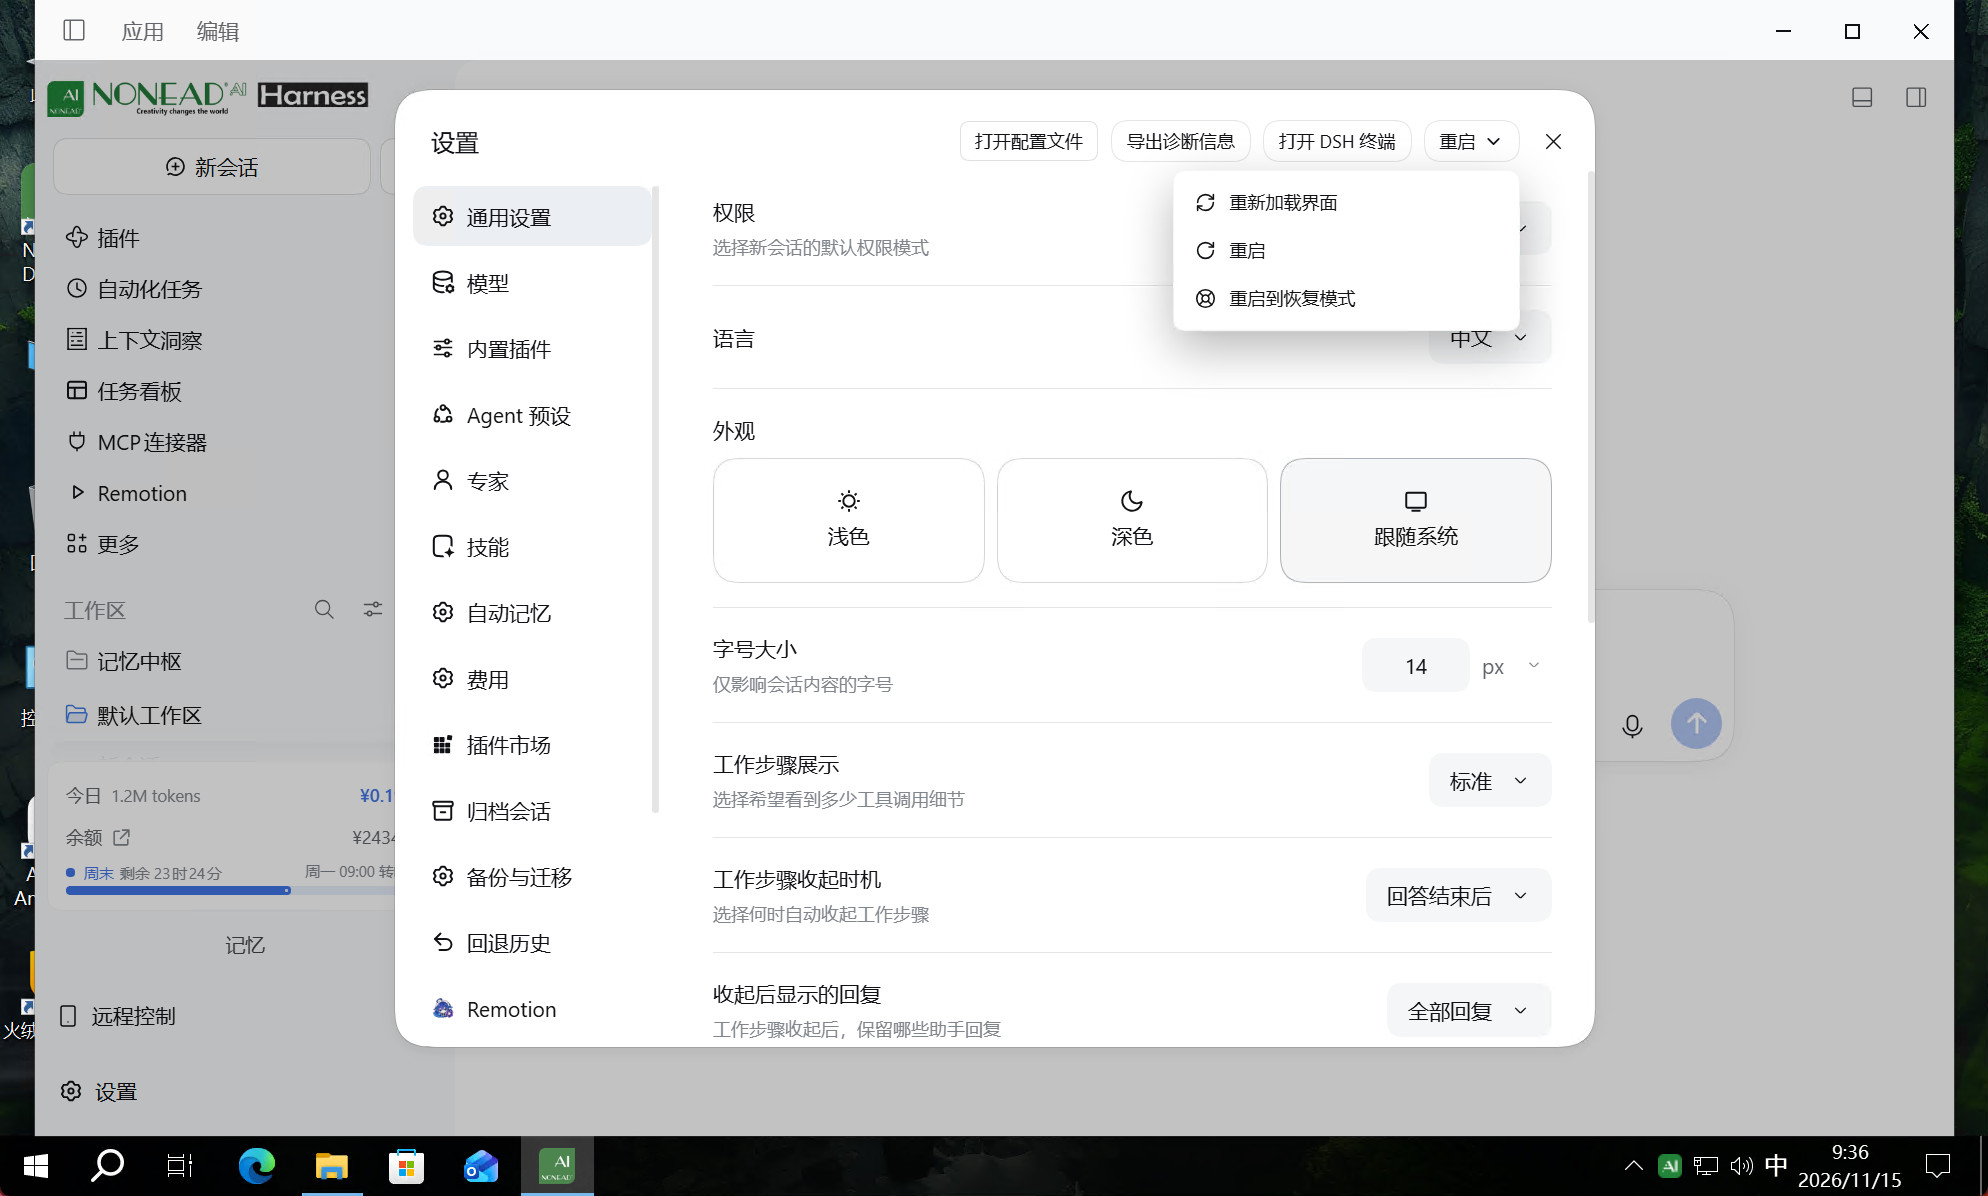 应用
编辑
AI
NONEAD
NONEAD AI
Creativity changes the world
Harness
新会话
插件
自动化任务
上下文洞察
任务看板
MCP连接器
Remotion
更多
工作区
记忆中枢
默认工作区
今日 1.2M tokens
¥0.1
余额
¥2434
周末 剩余 23时24分
周一 09:00
记忆
远程控制
设置
设置
打开配置文件
导出诊断信息
打开 DSH 终端
重启
重新加载界面
重启
重启到恢复模式
通用设置
模型
内置插件
Agent 预设
专家
技能
自动记忆
费用
插件市场
归档会话
备份与迁移
回退历史
Remotion
权限
选择新会话的默认权限模式
语言
中文
外观
浅色
深色
跟随系统
字号大小
仅影响会话内容的字号
14
px
工作步骤展示
选择希望看到多少工具调用细节
标准
工作步骤收起时机
选择何时自动收起工作步骤
回答结束后
收起后显示的回复
工作步骤收起后，保留哪些助手回复
全部回复
N
D
控
A
An
火绒
AI
NONEAD
AI
中
9:36
2026/11/15